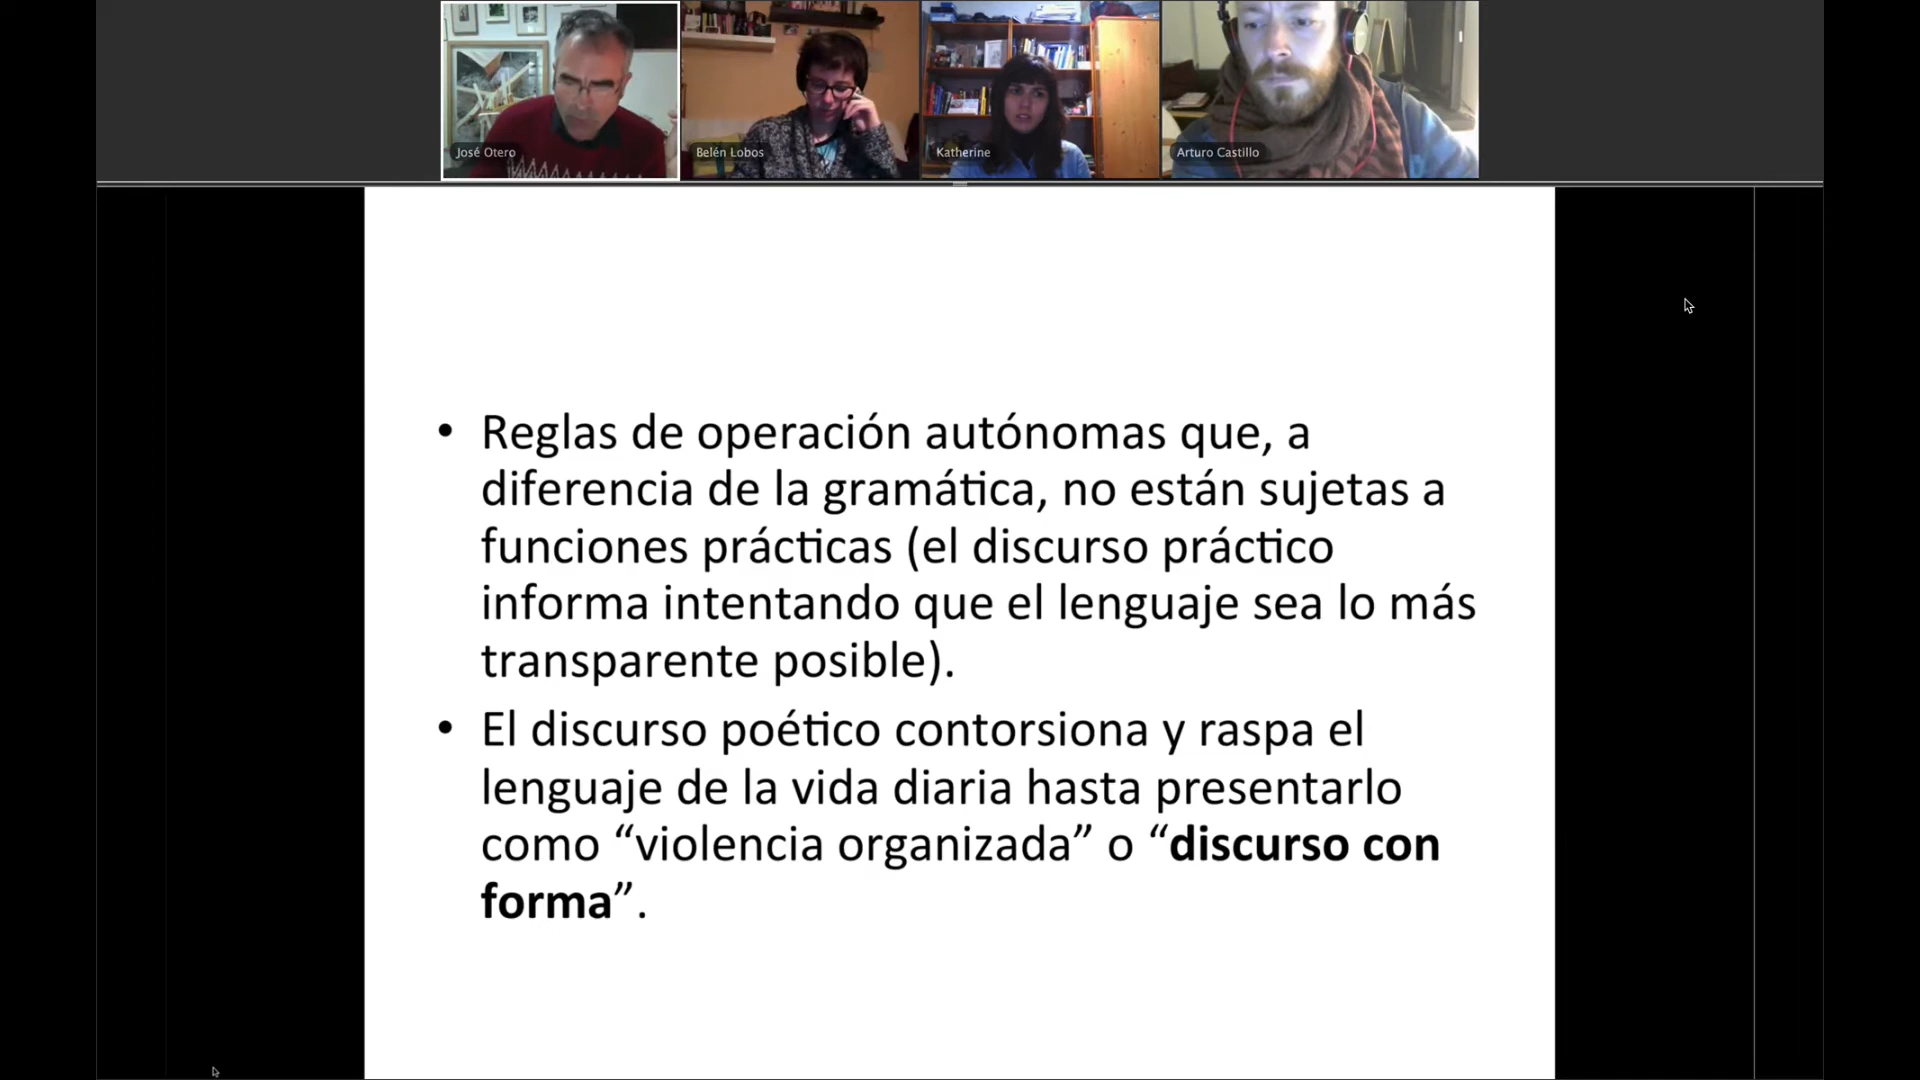 José Otero
Belén Lobos
Katherine
Arturo Castillo
• Reglas de operación autónomas que, a
diferencia de la gramática, no están sujetas a
funciones prácticas (el discurso práctico
informa intentando que el lenguaje sea lo más
transparente posible).
• El discurso poético contorsiona y raspa el
lenguaje de la vida diaria hasta presentarlo
como “violencia organizada” o “discurso con
forma”.